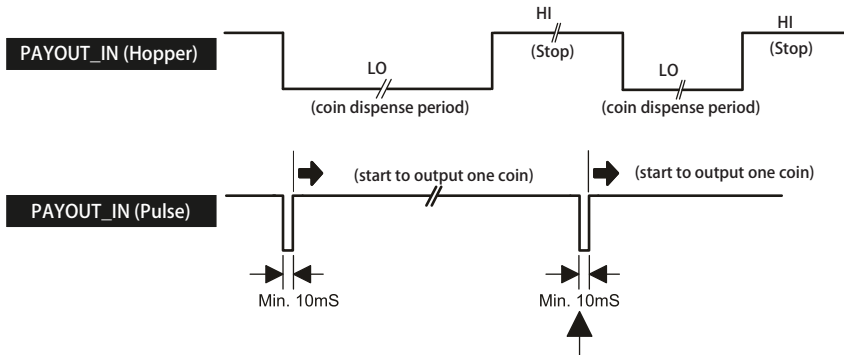 HI
HI
PAYOUT_IN (Hopper)
(Stop)
(Stop)
LO
LO
(coin dispense period)
(coin dispense period)
(start to output one coin)
(start to output one coin)
PAYOUT_IN (Pulse)
Min. 10mS
Min. 10mS